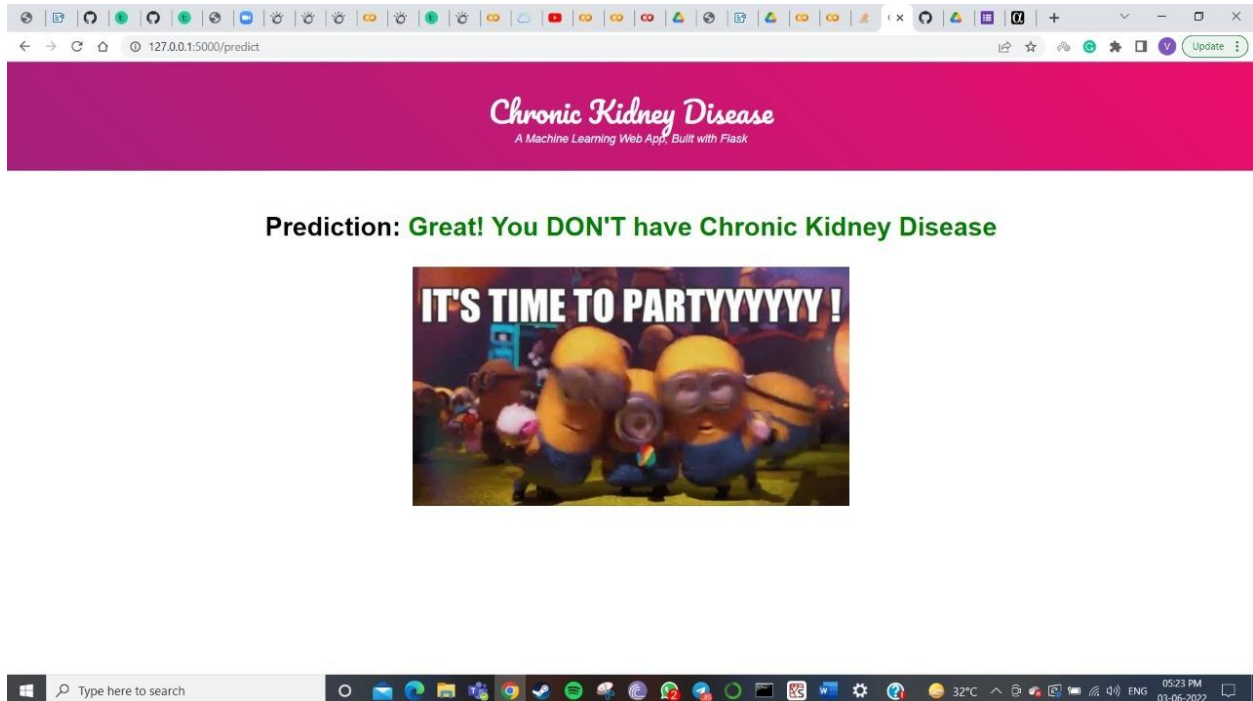 127.0.0.1:5000/predict
Update
Chronic Kidney Disease
A Machine Learning Web App, Built with Flask
Prediction: Great! You DON'T have Chronic Kidney Disease
IT'S TIME TO PARTYYYYYY !
Type here to search
32°C
ENG
05:23 PM
03-06-2022